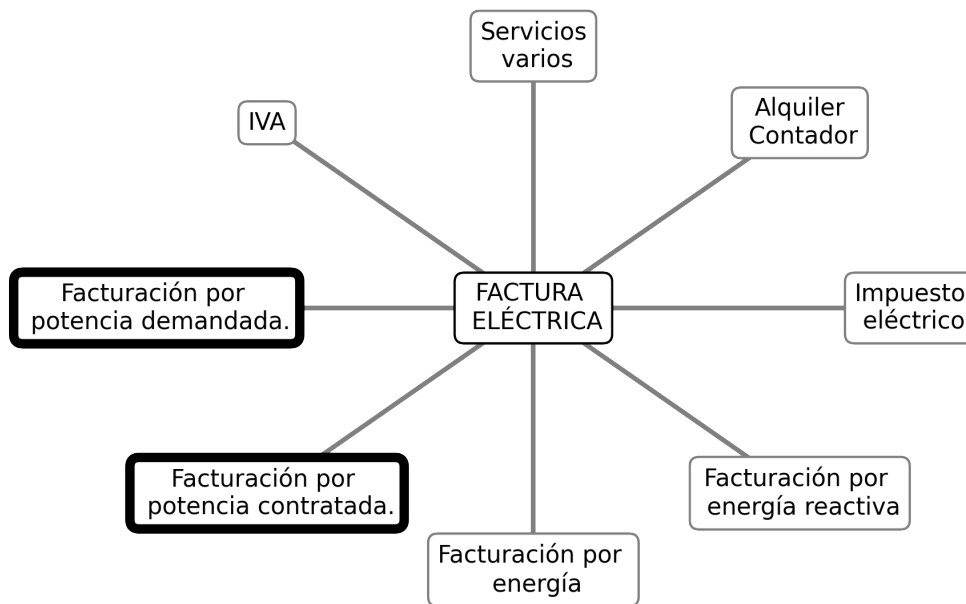 Servicios
varios
Alquiler
Contador
IVA
Facturación por
potencia demandada.
FACTURA
ELÉCTRICA
Impuesto
eléctrico
Facturación por
potencia contratada.
Facturación por
energía reactiva
Facturación por
energía